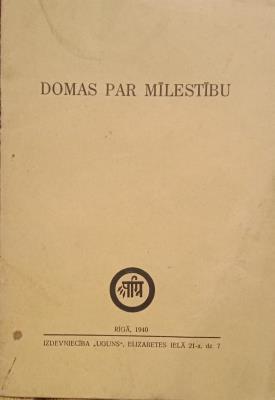 DOMAS PAR MĪLESTĪBU
RĪGĀ, 1940
IZDEVNIECĪBA „UGUNS“, ELIZABETES IELĀ 21-a, dz. 7